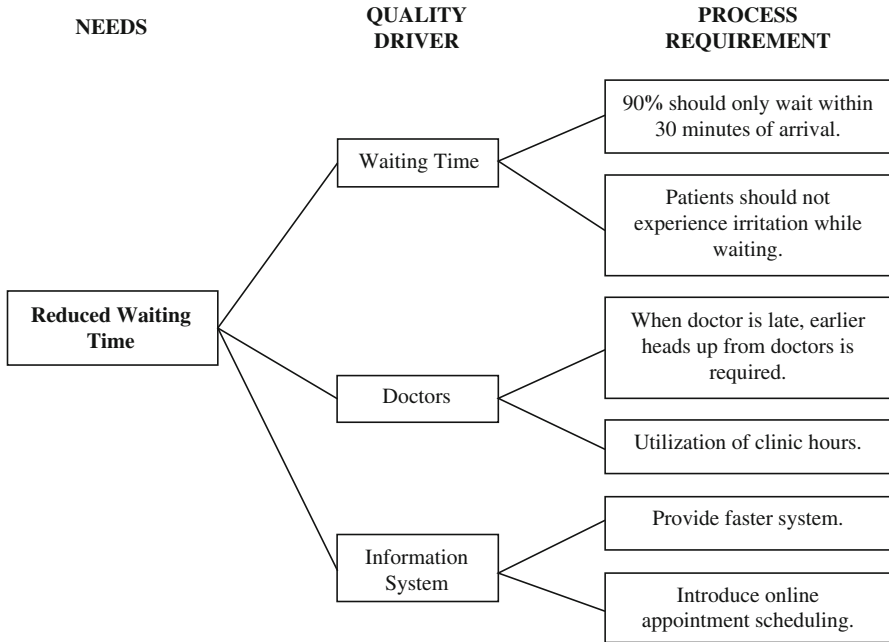 NEEDS
QUALITY
DRIVER
PROCESS
REQUIREMENT
Reduced Waiting
Time
Waiting Time
90% should only wait within
30 minutes of arrival.
Patients should not
experience irritation while
waiting.
Doctors
When doctor is late, earlier
heads up from doctors is
required.
Utilization of clinic hours.
Information
System
Provide faster system.
Introduce online
appointment scheduling.